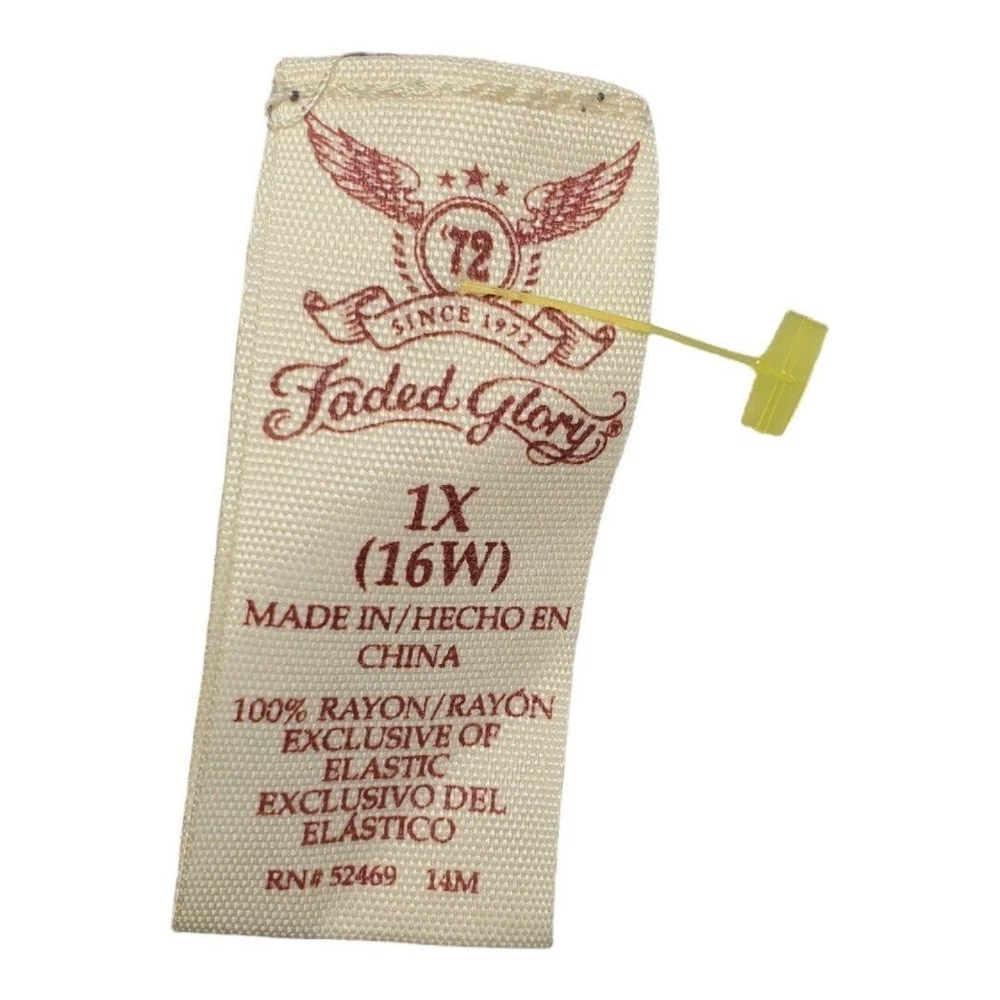 '72
SINCE 1972
Faded Glory®
1X
(16W)
MADE IN/HECHO EN
CHINA
100% RAYON/RAYÓN
EXCLUSIVE OF
ELASTIC
EXCLUSIVO DEL
ELÁSTICO
RN# 52469 14M